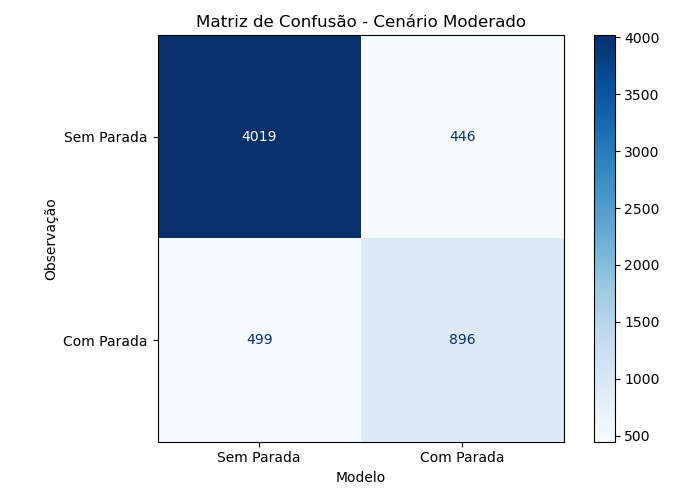 Matriz de Confusão - Cenário Moderado
Observação
Sem Parada
4019
446
Com Parada
499
896
Sem Parada
Com Parada
Modelo
4000
3500
3000
2500
2000
1500
1000
500